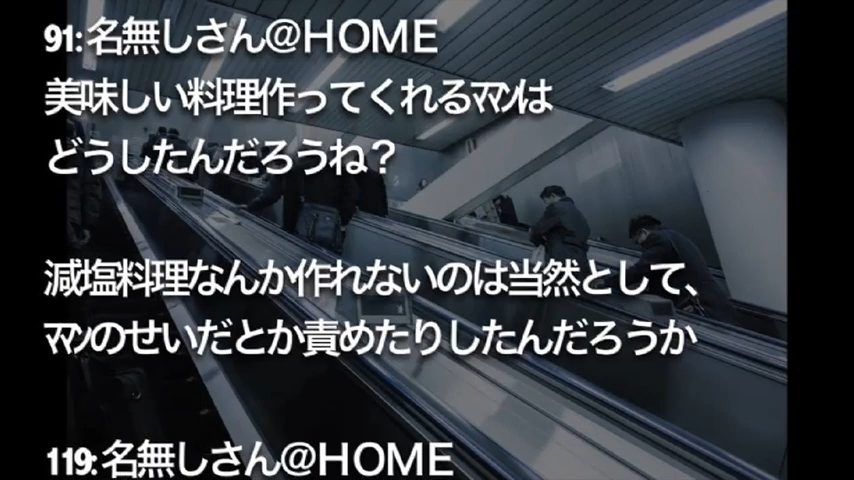 91: 名無しさん@HOME
美味しい料理作ってくれるﾏﾏﾝは
どうしたんだろうね？
減塩料理なんか作れないのは当然として、
ﾏﾏﾝのせいだとか責めたりしたんだろうか
119: 名無しさん@HOME